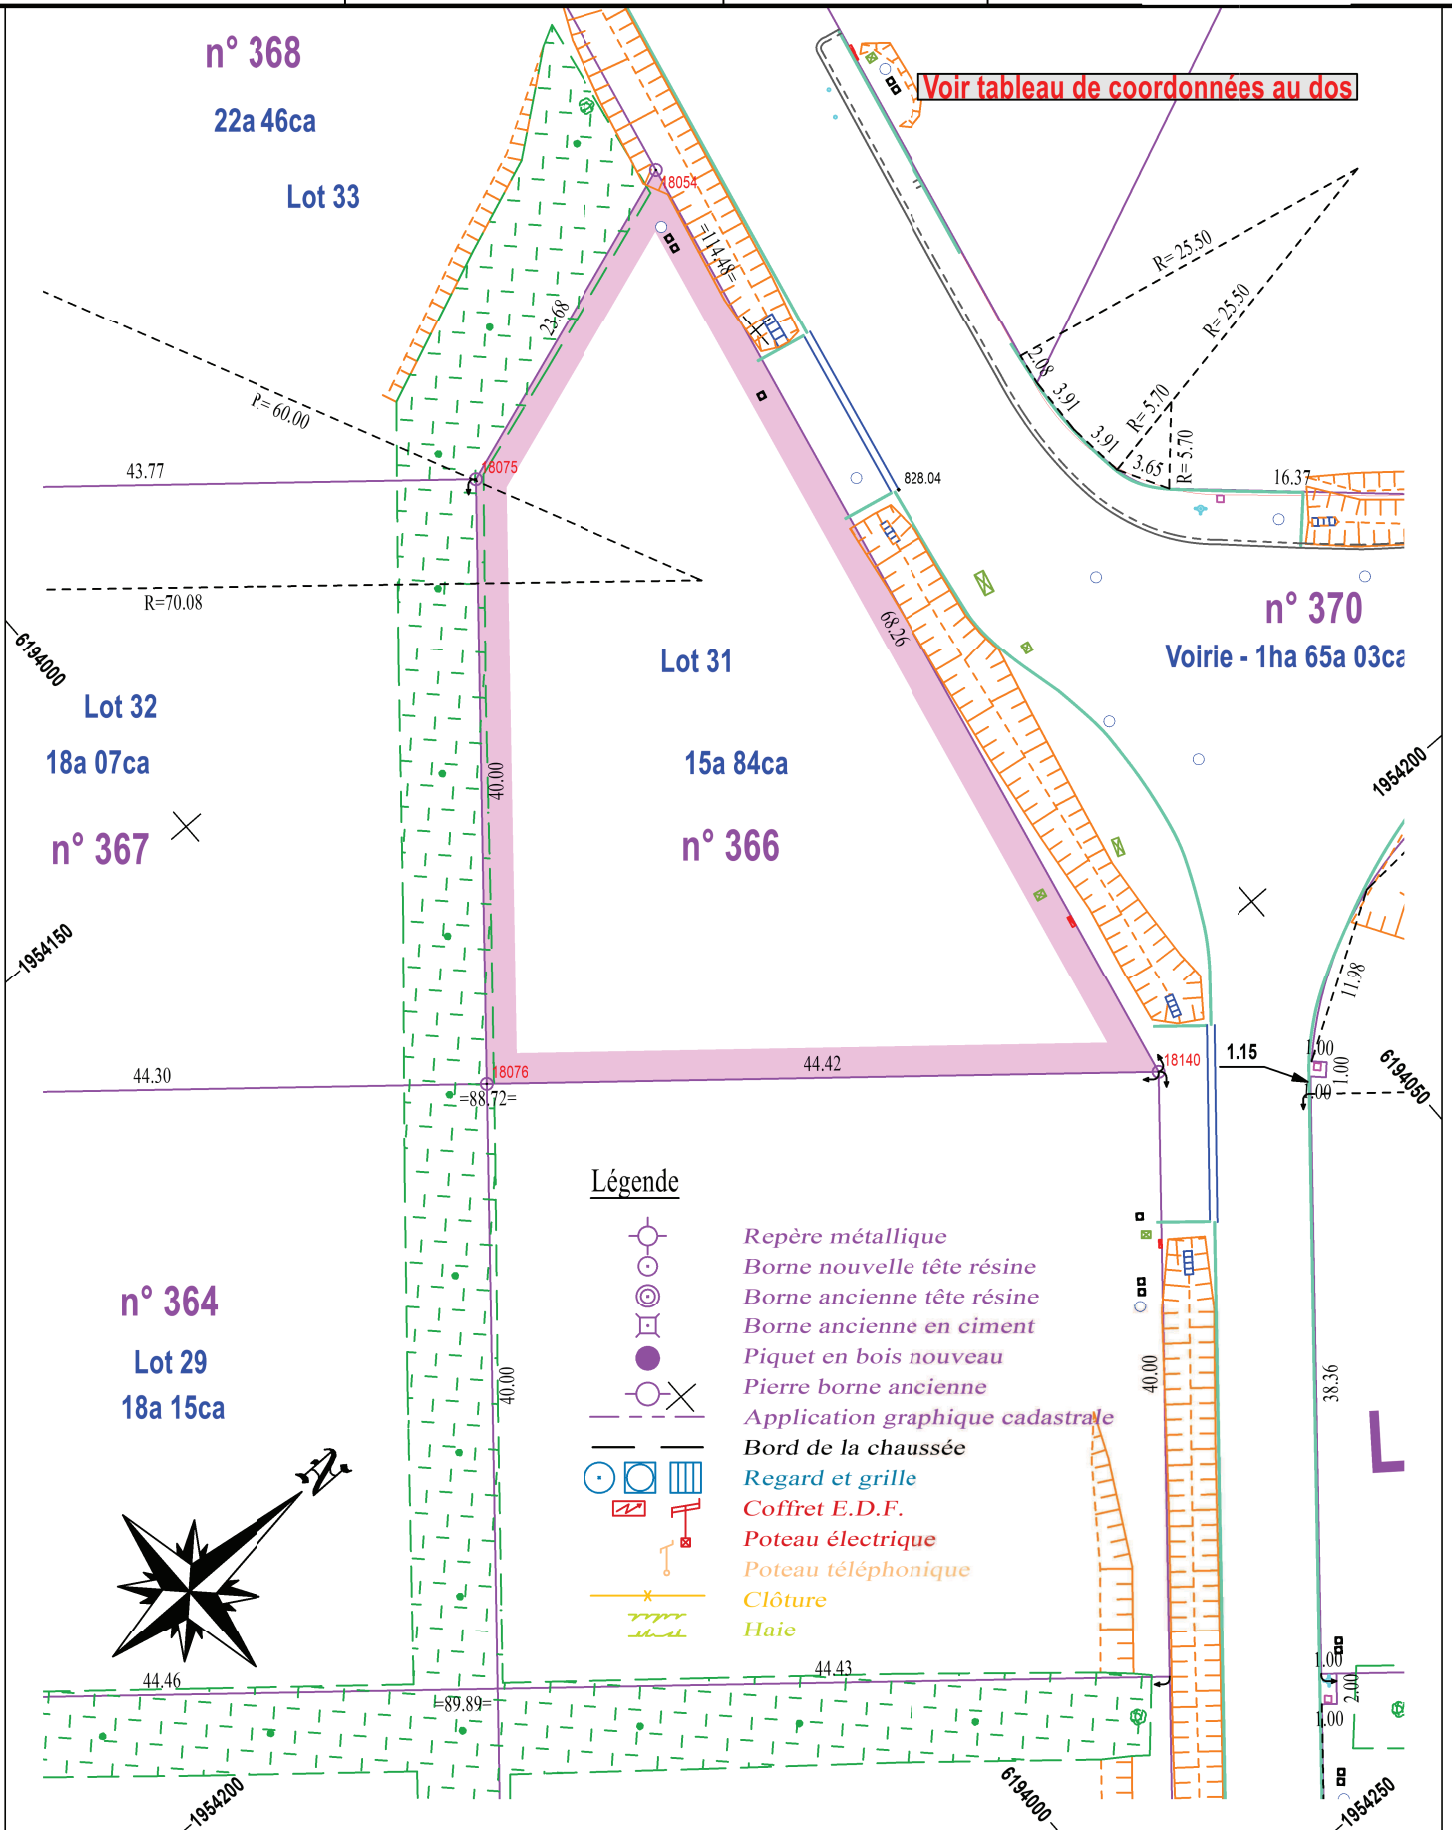 n° 368
22a 46ca
Lot 33
Voir tableau de coordonnées au dos
18054
=114.48=
23.68
R= 25.50
R= 25.50
2.08
3.91
3.91
3.65
R= 5.70
R= 5.70
16.37
= 60.00
43.77
18075
828.04
R=70.08
n° 370
Voirie - 1ha 65a 03ca
6194000
Lot 32
18a 07ca
n° 367
Lot 31
15a 84ca
n° 366
68.26
40.00
1954200
1954150
11.98
44.30
18076
=88.72=
44.42
18140
1.15
1.00
1.00
1.00
6194050
Légende
Repère métallique
Borne nouvelle tête résine
Borne ancienne tête résine
Borne ancienne en ciment
Piquet en bois nouveau
Pierre borne ancienne
Application graphique cadastrale
Bord de la chaussée
Regard et grille
Coffret E.D.F.
Poteau électrique
Poteau téléphonique
Clôture
Haie
n° 364
Lot 29
18a 15ca
40.00
40.00
38.36
L
N
44.46
=89.89=
44.43
1.00
2.00
1.00
1954200
6194000
1954250